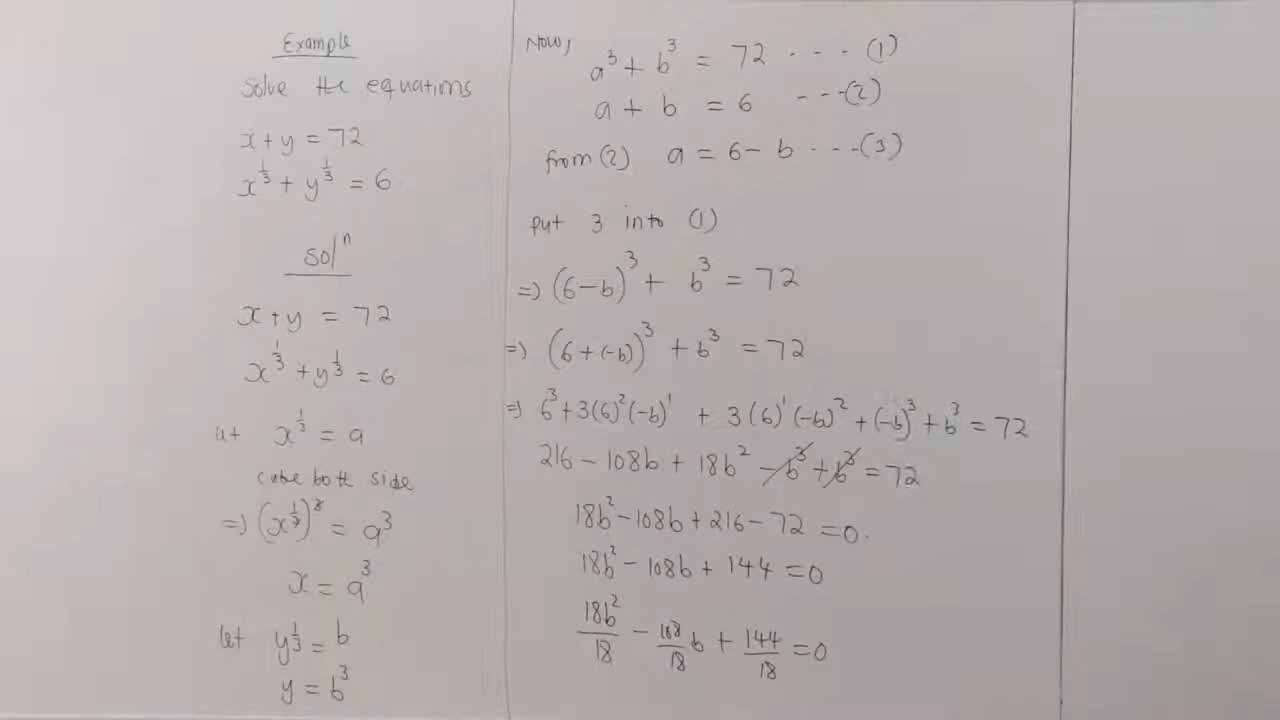 Example
Solve the equations
x + y = 72
x^{1/3} + y^{1/3} = 6
Solⁿ
x + y = 72
x^{1/3} + y^{1/3} = 6
let x^{1/3} = a
cube both side
=> (x^{1/3})^3 = a^3
x = a^3
let y^{1/3} = b
y = b^3
Now,
a^3 + b^3 = 72 - - - (1)
a + b = 6 - - - (2)
from (2) a = 6 - b - - - (3)
put 3 into (1)
=> (6 - b)^3 + b^3 = 72
=> (6 + (-b))^3 + b^3 = 72
=> 6^3 + 3(6)^2(-b)^1 + 3(6)^1(-b)^2 + (-b)^3 + b^3 = 72
216 - 108b + 18b^2 - b^3 + b^3 = 72
18b^2 - 108b + 216 - 72 = 0.
18b^2 - 108b + 144 = 0
18b^2/18 - 108/18 b + 144/18 = 0